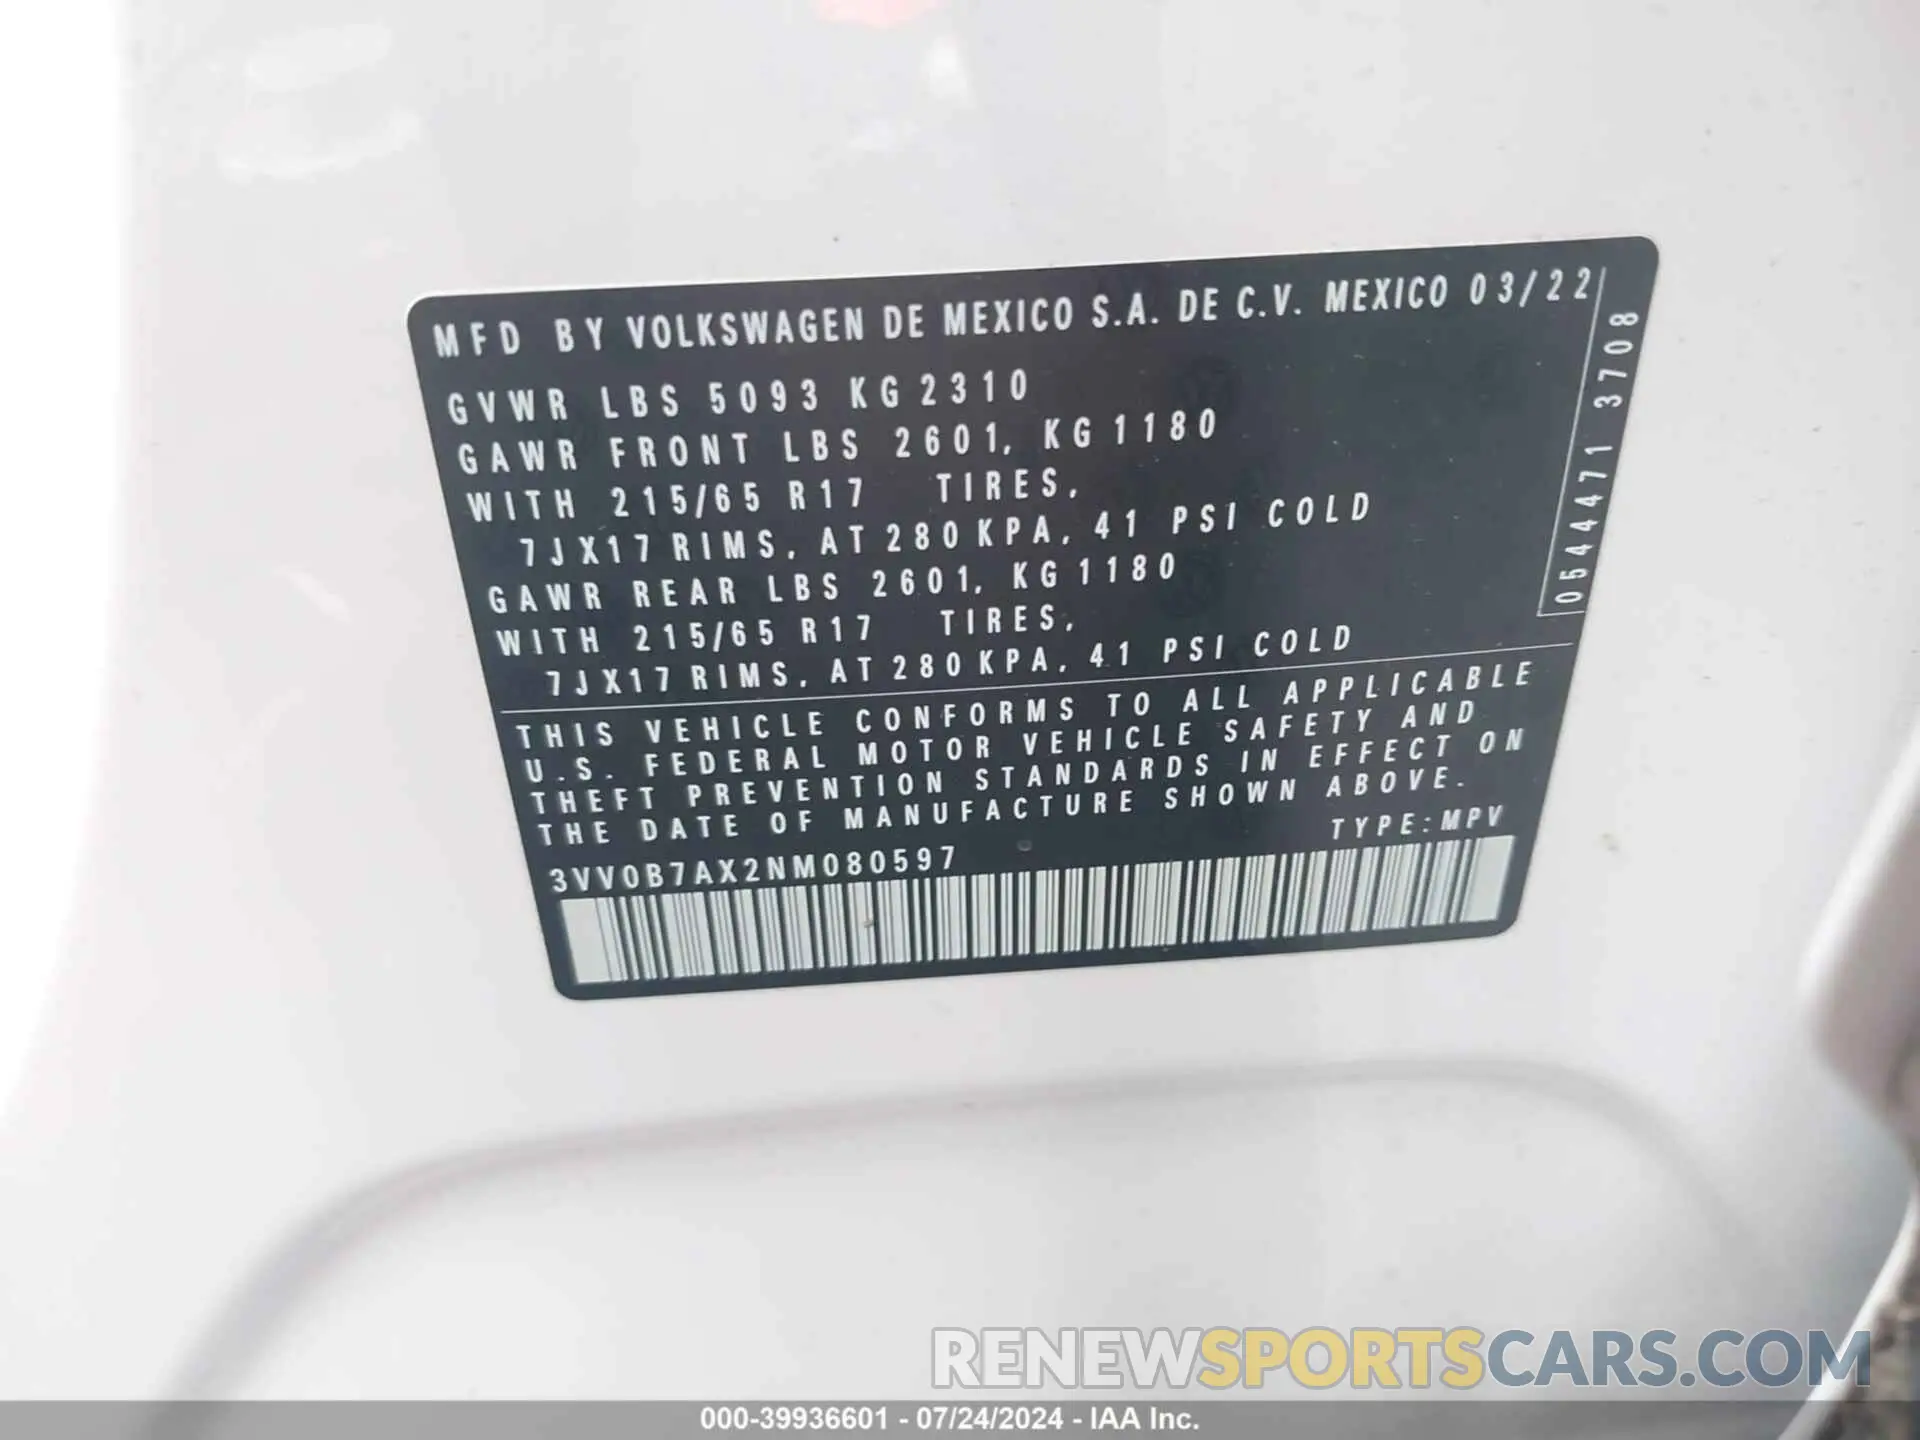 MFD BY VOLKSWAGEN DE MEXICO S.A. DE C.V. MEXICO 03/22
GVWR LBS 5093 KG 2310
GAWR FRONT LBS 2601, KG 1180
WITH 215/65 R17 TIRES,
7JX17 RIMS, AT 280 KPA, 41 PSI COLD
GAWR REAR LBS 2601, KG 1180
WITH 215/65 R17 TIRES,
7JX17 RIMS, AT 280 KPA, 41 PSI COLD
0544471 3708
THIS VEHICLE CONFORMS TO ALL APPLICABLE
U.S. FEDERAL MOTOR VEHICLE SAFETY AND
THEFT PREVENTION STANDARDS IN EFFECT ON
THE DATE OF MANUFACTURE SHOWN ABOVE.
3VV0B7AX2NM080597 TYPE:MPV
RENEWSPORTSCARS.COM
000-39936601 - 07/24/2024 - IAA Inc.